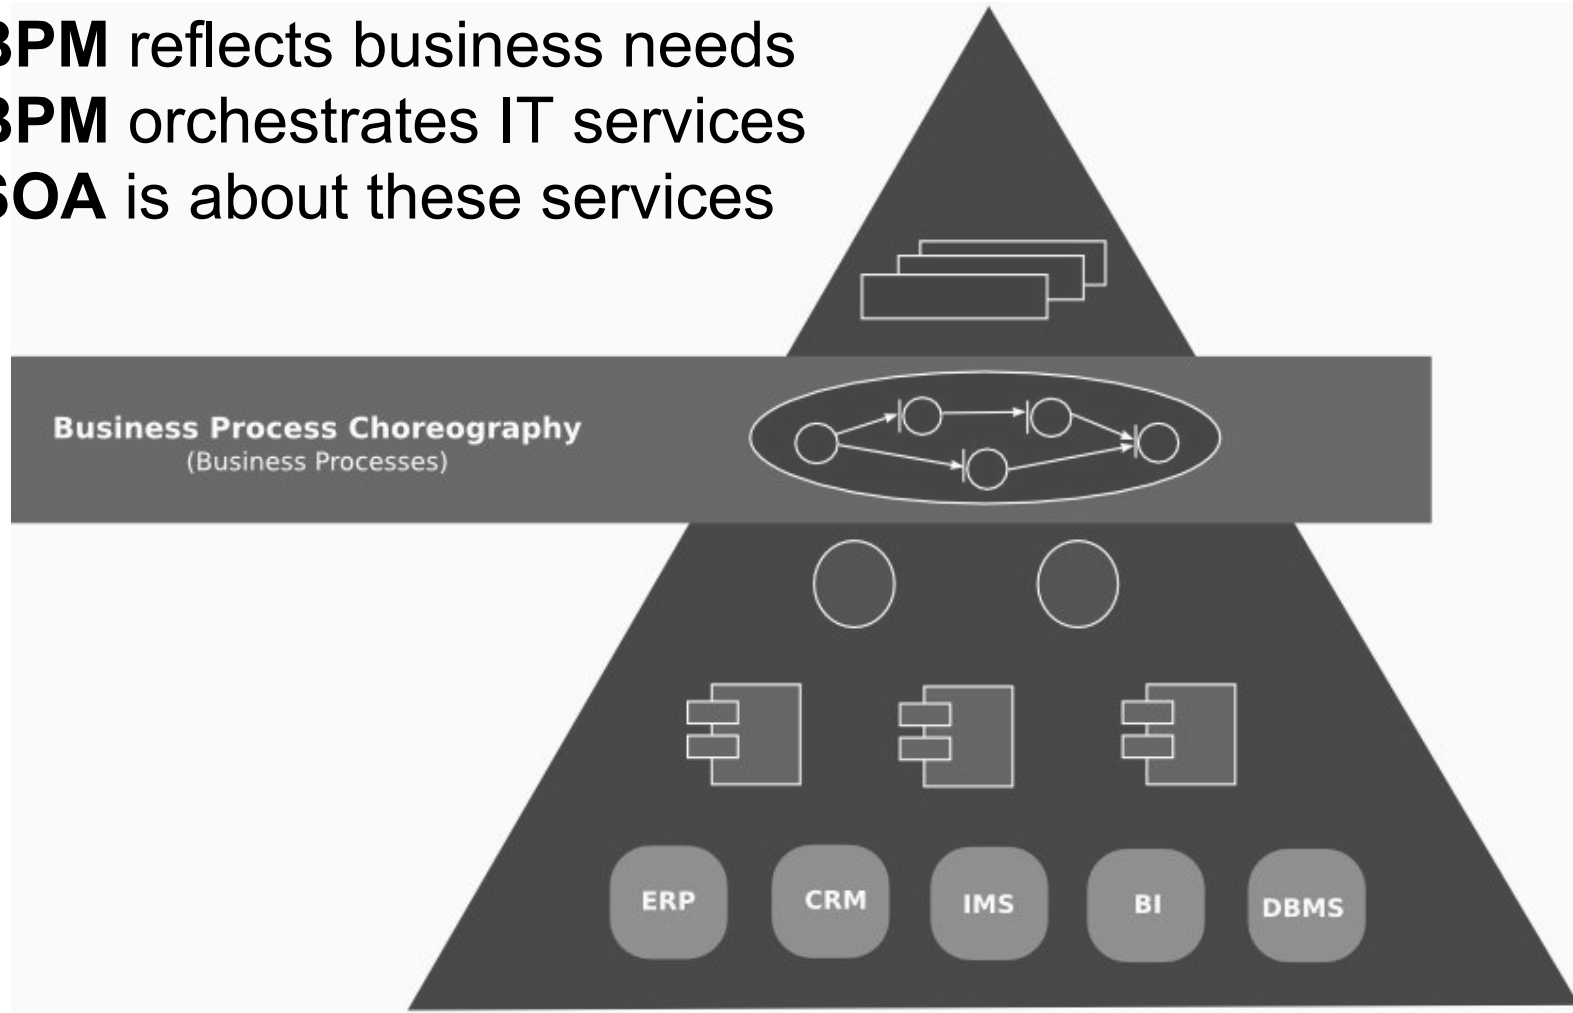 BPM reflects business needs
BPM orchestrates IT services
SOA is about these services
Business Process Choreography
(Business Processes)
ERP CRM IMS BI DBMS